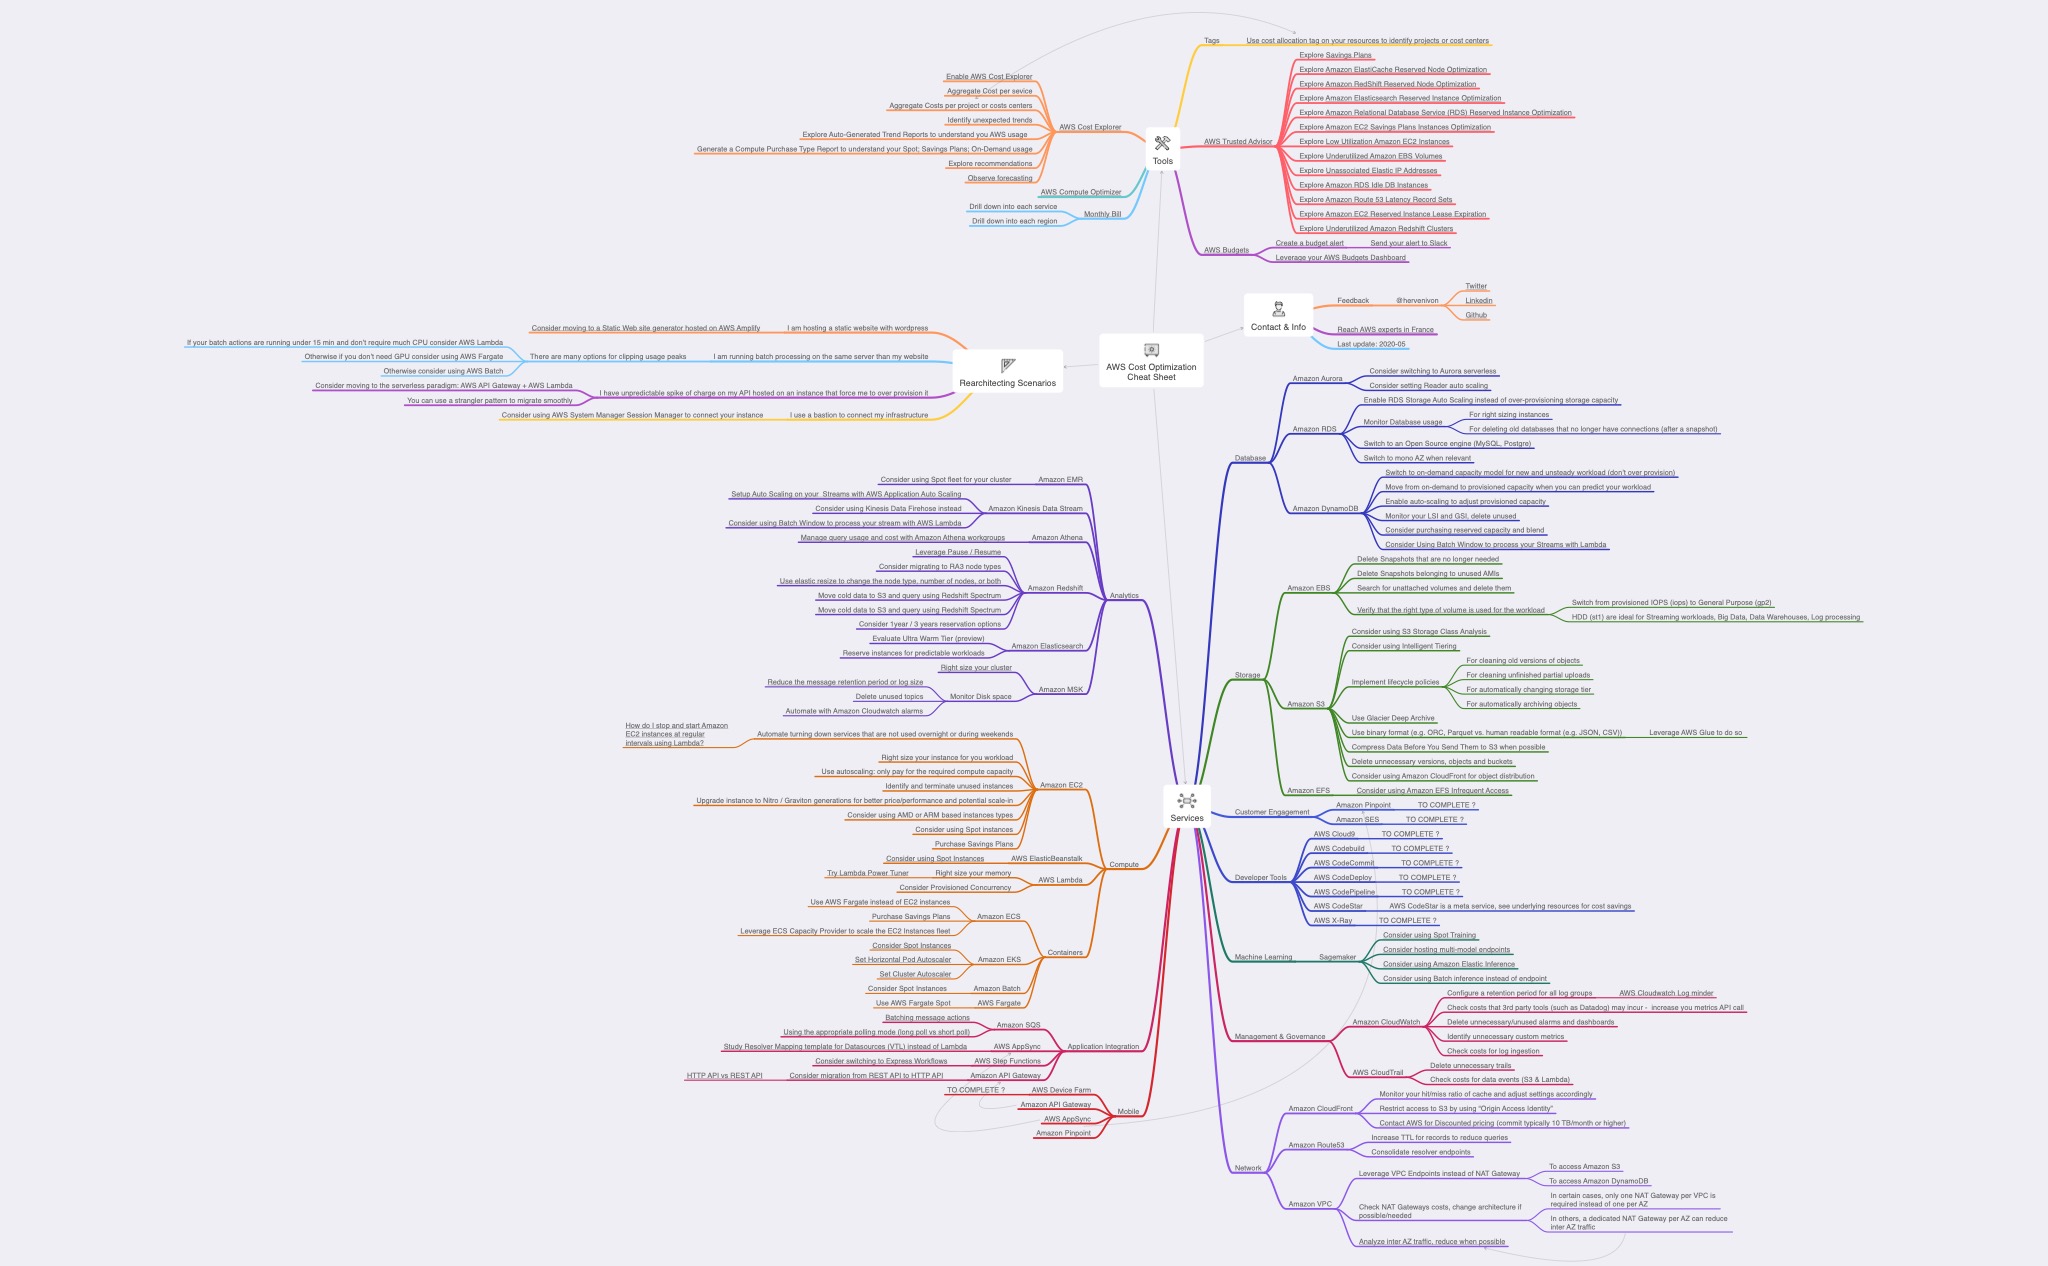 AWS Cost Optimization
Cheat Sheet
Tools
Tags
Use cost allocation tag on your resources to identify projects or cost centers
AWS Trusted Advisor
Explore Savings Plans
Explore Amazon ElastiCache Reserved Node Optimization
Explore Amazon RedShift Reserved Node Optimization
Explore Amazon Elasticsearch Reserved Instance Optimization
Explore Amazon Relational Database Service (RDS) Reserved Instance Optimization
Explore Amazon EC2 Savings Plans Instances Optimization
Explore Low Utilization Amazon EC2 Instances
Explore Underutilized Amazon EBS Volumes
Explore Unassociated Elastic IP Addresses
Explore Amazon RDS Idle DB Instances
Explore Amazon Route 53 Latency Record Sets
Explore Amazon EC2 Reserved Instance Lease Expiration
Explore Underutilized Amazon Redshift Clusters
AWS Budgets
Create a budget alert
Send your alert to Slack
Leverage your AWS Budgets Dashboard
AWS Cost Explorer
Enable AWS Cost Explorer
Aggregate Cost per sevice
Aggregate Costs per project or costs centers
Identify unexpected trends
Explore Auto-Generated Trend Reports to understand you AWS usage
Generate a Compute Purchase Type Report to understand your Spot; Savings Plans; On-Demand usage
Explore recommendations
Observe forecasting
AWS Compute Optimizer
Monthly Bill
Drill down into each service
Drill down into each region
Contact & Info
Feedback
@hervenivon
Twitter
Linkedin
Github
Reach AWS experts in France
Last update: 2020-05
Rearchitecting Scenarios
I am hosting a static website with wordpress
Consider moving to a Static Web site generator hosted on AWS Amplify
I am running batch processing on the same server than my website
There are many options for clipping usage peaks
If your batch actions are running under 15 min and don't require much CPU consider AWS Lambda
Otherwise if you don't need GPU consider using AWS Fargate
Otherwise consider using AWS Batch
I have unpredictable spike of charge on my API hosted on an instance that force me to over provision it
Consider moving to the serverless paradigm: AWS API Gateway + AWS Lambda
You can use a strangler pattern to migrate smoothly
I use a bastion to connect my infrastructure
Consider using AWS System Manager Session Manager to connect your instance
Services
Database
Amazon Aurora
Consider switching to Aurora serverless
Consider setting Reader auto scaling
Amazon RDS
Enable RDS Storage Auto Scaling instead of over-provisioning storage capacity
Monitor Database usage
For right sizing instances
For deleting old databases that no longer have connections (after a snapshot)
Switch to an Open Source engine (MySQL, Postgre)
Switch to mono AZ when relevant
Amazon DynamoDB
Switch to on-demand capacity model for new and unsteady workload (don't over provision)
Move from on-demand to provisioned capacity when you can predict your workload
Enable auto-scaling to adjust provisioned capacity
Monitor your LSI and GSI, delete unused
Consider purchasing reserved capacity and blend
Consider Using Batch Window to process your Streams with Lambda
Storage
Amazon EBS
Delete Snapshots that are no longer needed
Delete Snapshots belonging to unused AMIs
Search for unattached volumes and delete them
Verify that the right type of volume is used for the workload
Switch from provisioned IOPS (iops) to General Purpose (gp2)
HDD (st1) are ideal for Streaming workloads, Big Data, Data Warehouses, Log processing
Amazon S3
Consider using S3 Storage Class Analysis
Consider using Intelligent Tiering
Implement lifecycle policies
For cleaning old versions of objects
For cleaning unfinished partial uploads
For automatically changing storage tier
For automatically archiving objects
Use Glacier Deep Archive
Use binary format (e.g. ORC, Parquet vs. human readable format (e.g. JSON, CSV))
Leverage AWS Glue to do so
Compress Data Before You Send Them to S3 when possible
Delete unnecessary versions, objects and buckets
Consider using Amazon CloudFront for object distribution
Amazon EFS
Consider using Amazon EFS Infrequent Access
Customer Engagement
Amazon Pinpoint
TO COMPLETE ?
Amazon SES
TO COMPLETE ?
Developer Tools
AWS Cloud9
TO COMPLETE ?
AWS Codebuild
TO COMPLETE ?
AWS CodeCommit
TO COMPLETE ?
AWS CodeDeploy
TO COMPLETE ?
AWS CodePipeline
TO COMPLETE ?
AWS CodeStar
AWS CodeStar is a meta service, see underlying resources for cost savings
AWS X-Ray
TO COMPLETE ?
Machine Learning
Sagemaker
Consider using Spot Training
Consider hosting multi-model endpoints
Consider using Amazon Elastic Inference
Consider using Batch inference instead of endpoint
Management & Governance
Amazon CloudWatch
Configure a retention period for all log groups
AWS Cloudwatch Log minder
Check costs that 3rd party tools (such as Datadog) may incur - increase you metrics API call
Delete unnecessary/unused alarms and dashboards
Identify unnecessary custom metrics
Check costs for log ingestion
AWS CloudTrail
Delete unnecessary trails
Check costs for data events (S3 & Lambda)
Network
Amazon CloudFront
Monitor your hit/miss ratio of cache and adjust settings accordingly
Restrict access to S3 by using "Origin Access Identity"
Contact AWS for Discounted pricing (commit typically 10 TB/month or higher)
Amazon Route53
Increase TTL for records to reduce queries
Consolidate resolver endpoints
Amazon VPC
Leverage VPC Endpoints instead of NAT Gateway
To access Amazon S3
To access Amazon DynamoDB
Check NAT Gateways costs, change architecture if
possible/needed
In certain cases, only one NAT Gateway per VPC is
required instead of one per AZ
In others, a dedicated NAT Gateway per AZ can reduce
inter AZ traffic
Analyze inter AZ traffic, reduce when possible
Analytics
Amazon EMR
Consider using Spot fleet for your cluster
Amazon Kinesis Data Stream
Setup Auto Scaling on your Streams with AWS Application Auto Scaling
Consider using Kinesis Data Firehose instead
Consider using Batch Window to process your stream with AWS Lambda
Amazon Athena
Manage query usage and cost with Amazon Athena workgroups
Amazon Redshift
Leverage Pause / Resume
Consider migrating to RA3 node types
Use elastic resize to change the node type, number of nodes, or both
Move cold data to S3 and query using Redshift Spectrum
Move cold data to S3 and query using Redshift Spectrum
Consider 1year / 3 years reservation options
Amazon Elasticsearch
Evaluate Ultra Warm Tier (preview)
Reserve instances for predictable workloads
Amazon MSK
Right size your cluster
Monitor Disk space
Reduce the message retention period or log size
Delete unused topics
Automate with Amazon Cloudwatch alarms
Compute
Amazon EC2
Automate turning down services that are not used overnight or during weekends
How do I stop and start Amazon
EC2 instances at regular
intervals using Lambda?
Right size your instance for you workload
Use autoscaling: only pay for the required compute capacity
Identify and terminate unused instances
Upgrade instance to Nitro / Graviton generations for better price/performance and potential scale-in
Consider using AMD or ARM based instances types
Consider using Spot instances
Purchase Savings Plans
AWS ElasticBeanstalk
Consider using Spot Instances
AWS Lambda
Right size your memory
Try Lambda Power Tuner
Consider Provisioned Concurrency
Containers
Amazon ECS
Use AWS Fargate instead of EC2 instances
Purchase Savings Plans
Leverage ECS Capacity Provider to scale the EC2 Instances fleet
Amazon EKS
Consider Spot Instances
Set Horizontal Pod Autoscaler
Set Cluster Autoscaler
Amazon Batch
Consider Spot Instances
AWS Fargate
Use AWS Fargate Spot
Application Integration
Amazon SQS
Batching message actions
Using the appropriate polling mode (long poll vs short poll)
AWS AppSync
Study Resolver Mapping template for Datasources (VTL) instead of Lambda
AWS Step Functions
Consider switching to Express Workflows
Amazon API Gateway
Consider migration from REST API to HTTP API
HTTP API vs REST API
Mobile
AWS Device Farm
TO COMPLETE ?
Amazon API Gateway
AWS AppSync
Amazon Pinpoint